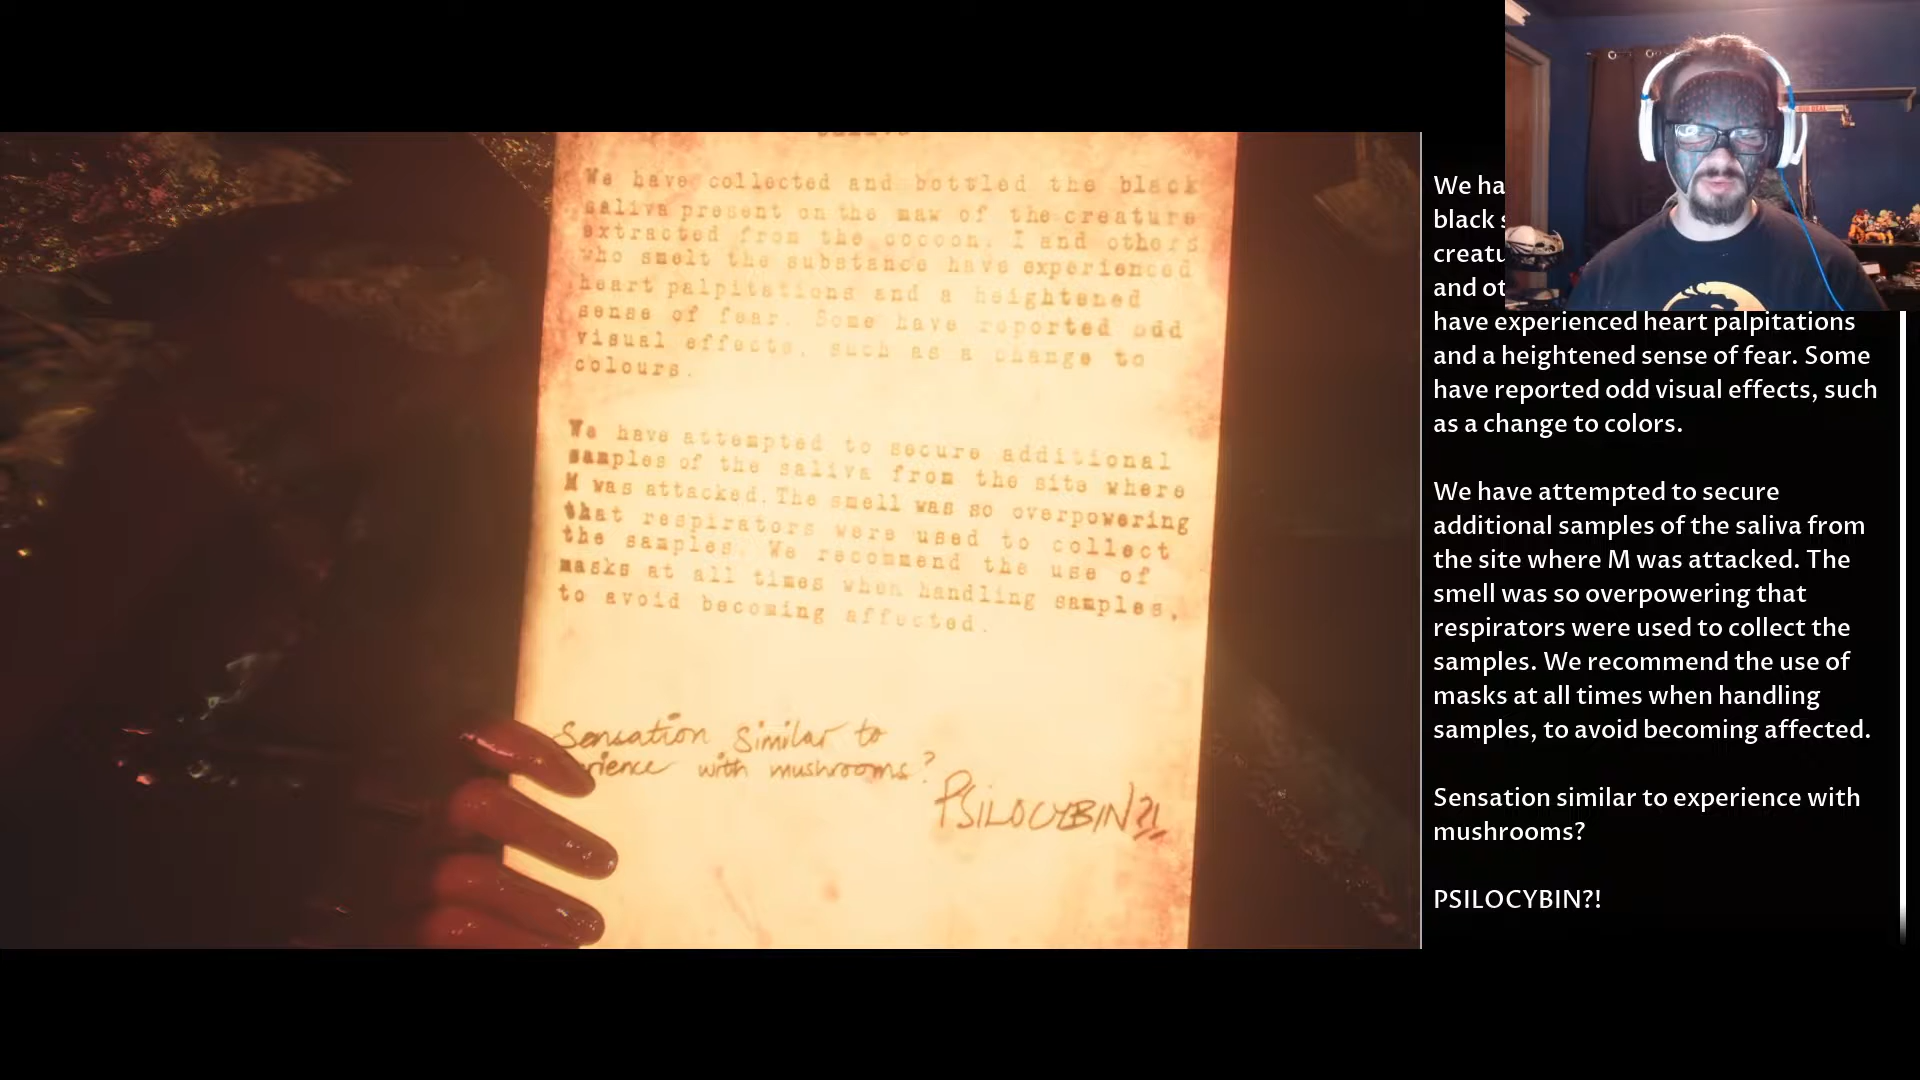 We have collected and bottled the black
saliva present on the maw of the creature
extracted from the cocoon. I and others
who smelt the substance have experienced
heart palpitations and a heightened
sense of fear. Some have reported odd
visual effects, such as a change to
colours.
We have attempted to secure additional
samples of the saliva from the site where
M was attacked. The smell was so overpowering
that respirators were used to collect
the samples. We recommend the use of
masks at all times when handling samples,
to avoid becoming affected.
Sensation similar to
rience with mushrooms?
PSILOCYBIN?!
We ha
black s
creatu
and ot
have experienced heart palpitations
and a heightened sense of fear. Some
have reported odd visual effects, such
as a change to colors.
We have attempted to secure
additional samples of the saliva from
the site where M was attacked. The
smell was so overpowering that
respirators were used to collect the
samples. We recommend the use of
masks at all times when handling
samples, to avoid becoming affected.
Sensation similar to experience with
mushrooms?
PSILOCYBIN?!